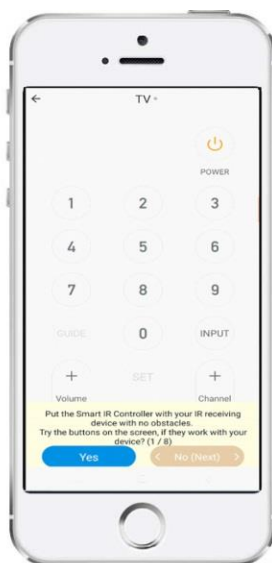 ← TV
POWER
1 2 3
4 5 6
7 8 9
GUIDE 0 INPUT
+ SET +
Volume Channel
Put the Smart IR Controller with your IR receiving
device with no obstacles.
Try the buttons on the screen, if they work with your
device? (1 / 8)
Yes < No (Next) >